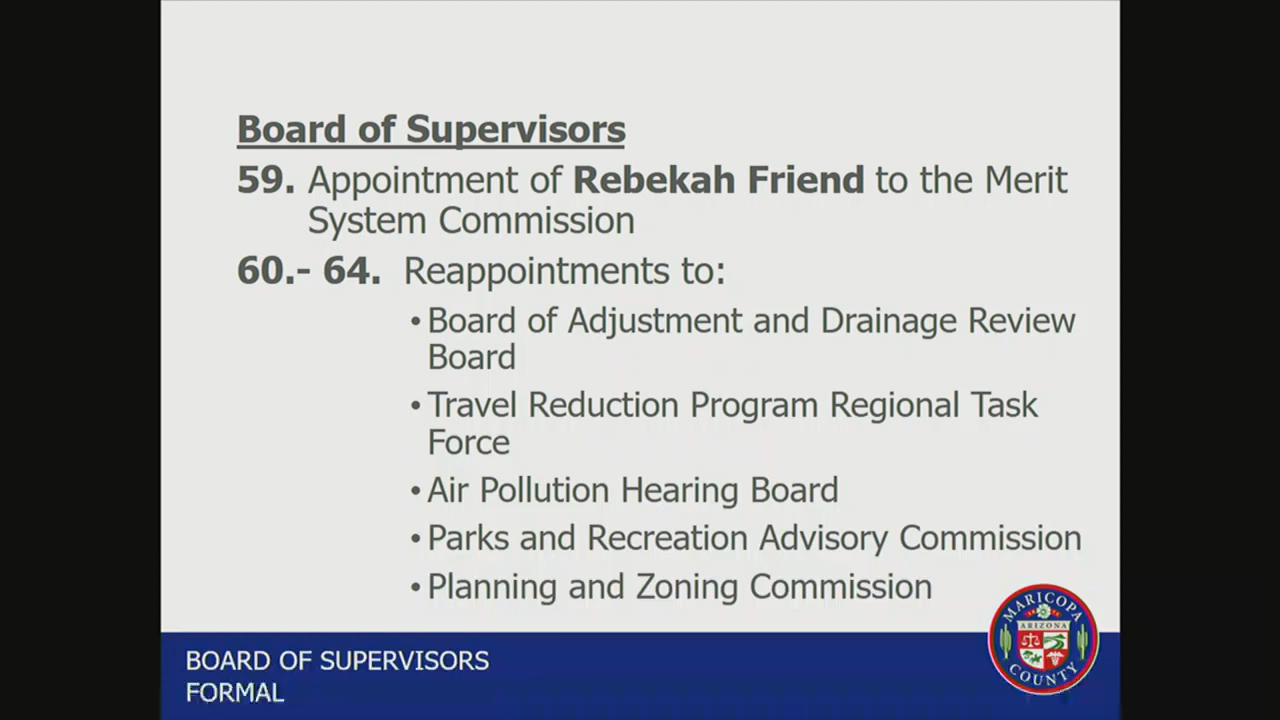 Board of Supervisors
59. Appointment of Rebekah Friend to the Merit
System Commission
60.- 64. Reappointments to:
• Board of Adjustment and Drainage Review
Board
• Travel Reduction Program Regional Task
Force
• Air Pollution Hearing Board
• Parks and Recreation Advisory Commission
• Planning and Zoning Commission
BOARD OF SUPERVISORS
FORMAL
MARICOPA
ARIZONA
COUNTY